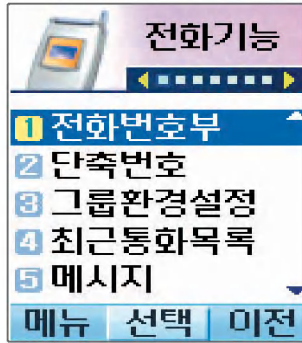 전화기능
1 전화번호부
2 단축번호
3 그룹환경설정
4 최근통화목록
5 메시지
메뉴 선택 이전